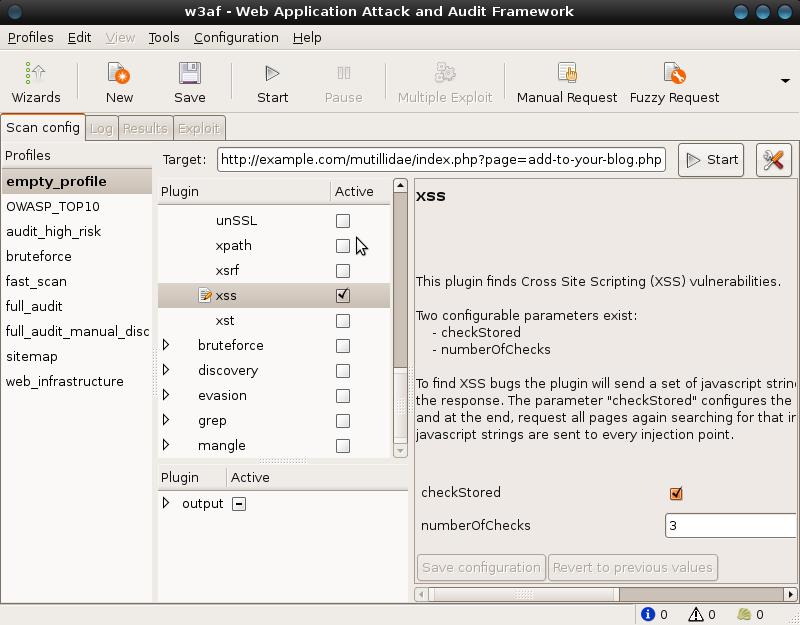 w3af - Web Application Attack and Audit Framework
Profiles Edit View Tools Configuration Help
Wizards New Save Start Pause Multiple Exploit Manual Request Fuzzy Request
Scan config Log Results Exploit
Profiles
empty_profile
OWASP_TOP10
audit_high_risk
bruteforce
fast_scan
full_audit
full_audit_manual_disc
sitemap
web_infrastructure
Target: http://example.com/mutillidae/index.php?page=add-to-your-blog.php Start
Plugin Active
unSSL
xpath
xsrf
xss
xst
bruteforce
discovery
evasion
grep
mangle
Plugin Active
output
xss
This plugin finds Cross Site Scripting (XSS) vulnerabilities.
Two configurable parameters exist:
- checkStored
- numberOfChecks
To find XSS bugs the plugin will send a set of javascript strin
the response. The parameter "checkStored" configures the
and at the end, request all pages again searching for that in
javascript strings are sent to every injection point.
checkStored
numberOfChecks 3
Save configuration Revert to previous values
0 0 0